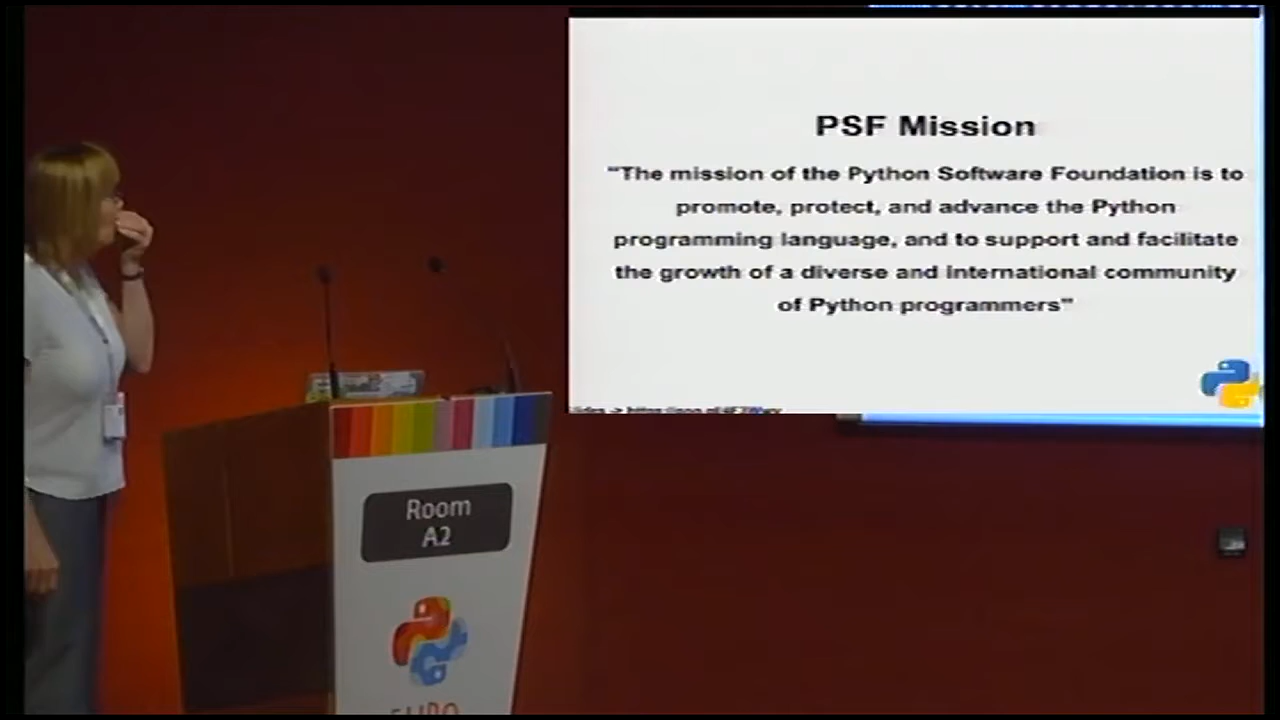 PSF Mission
"The mission of the Python Software Foundation is to
promote, protect, and advance the Python
programming language, and to support and facilitate
the growth of a diverse and international community
of Python programmers"
Room
A2
EURO